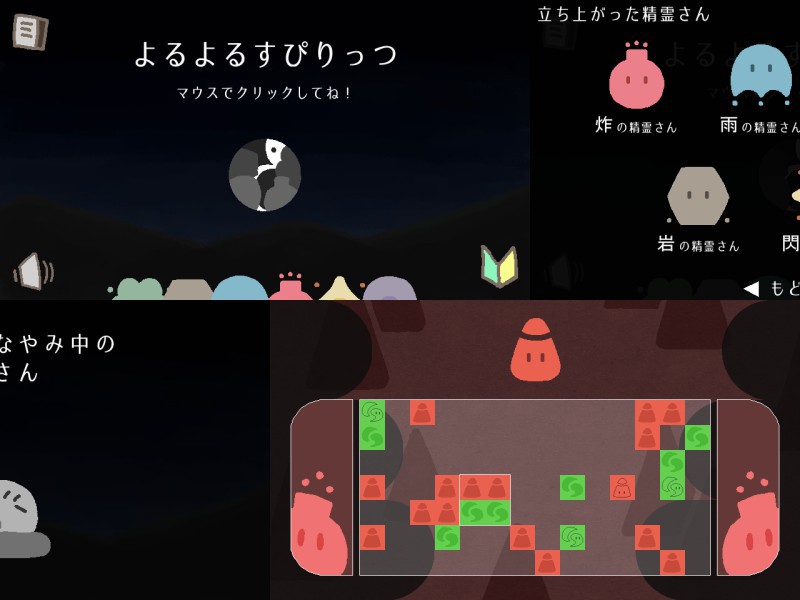 よるよるすぴりっつ
マウスでクリックしてね！
立ち上がった精霊さん
炸の精霊さん
雨の精霊さん
岩の精霊さん
閃
◀ もど
なやみ中の
さん